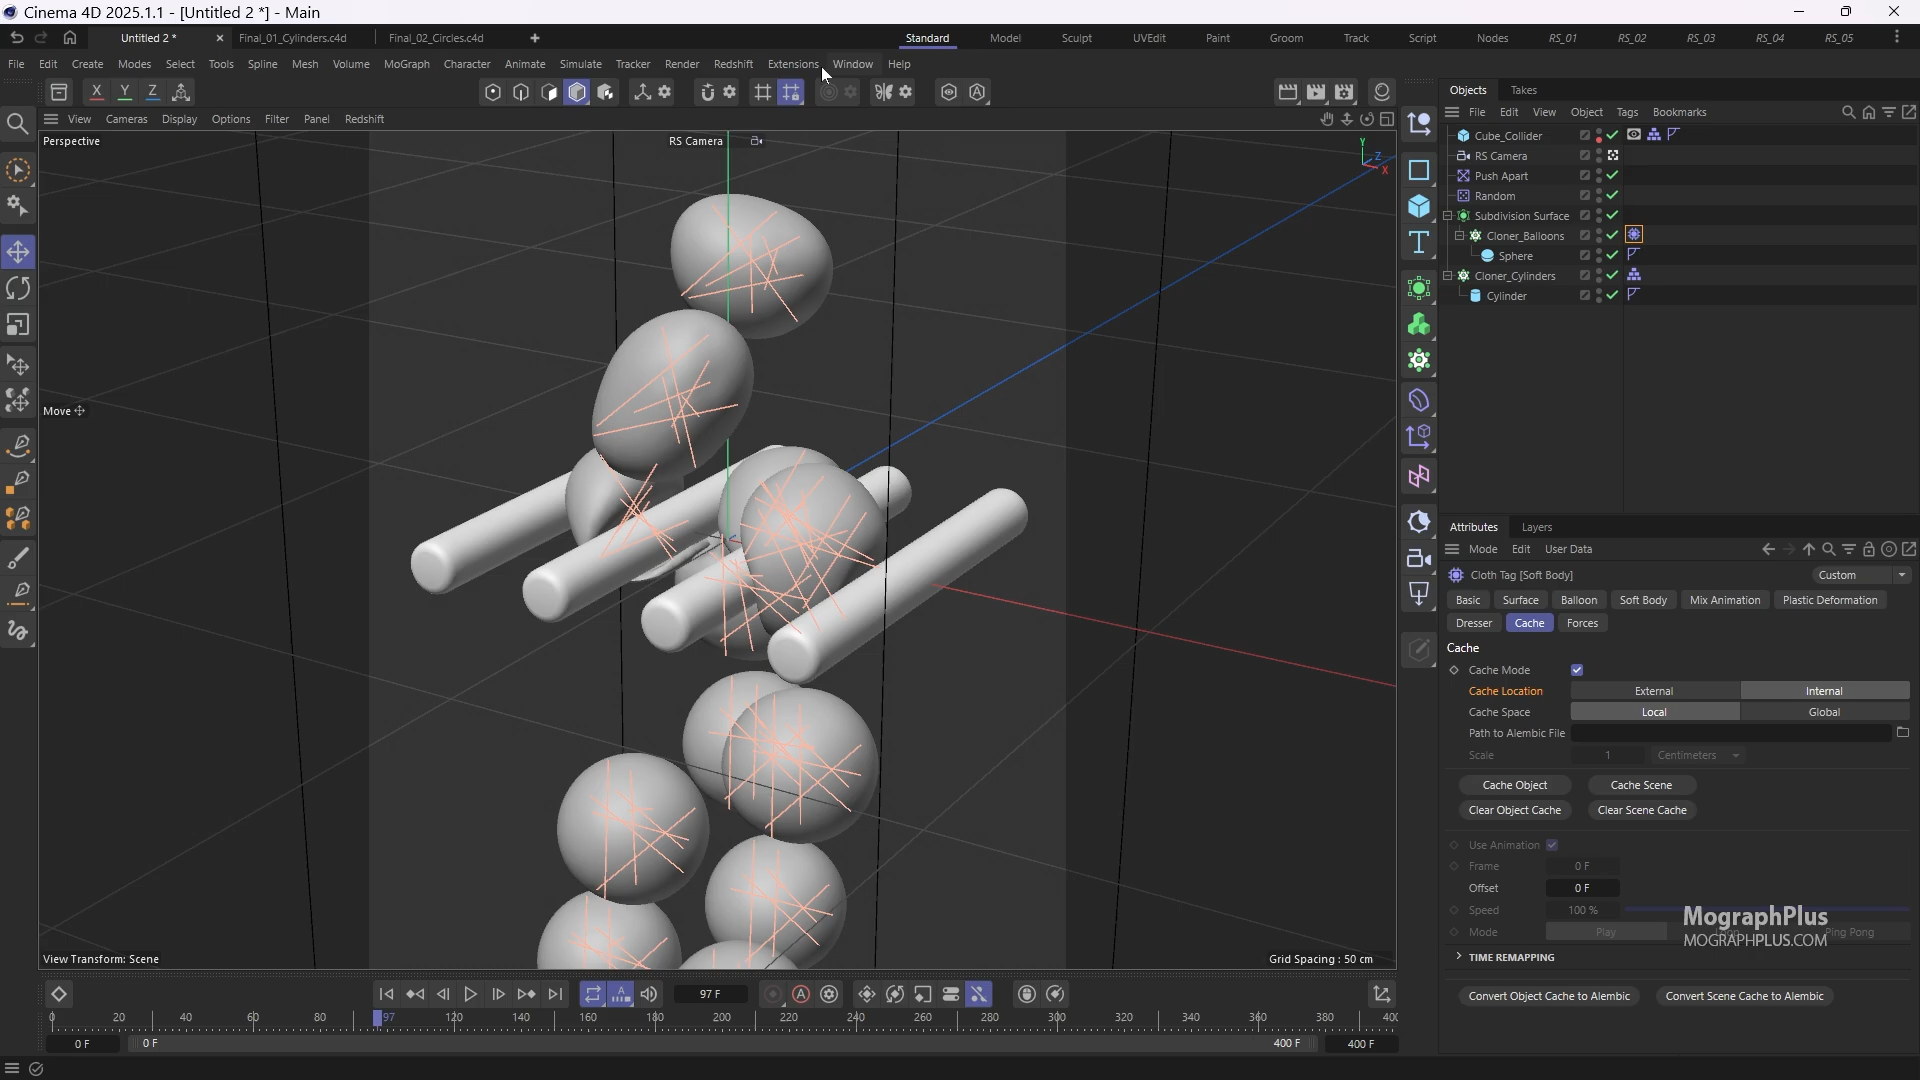 Cinema 4D 2025.1.1 - [Untitled 2 *] - Main
Untitled 2 * Final_01_Cylinders.c4d Final_02_Circles.c4d Standard Model Sculpt UVEdit Paint Groom Track Script Nodes RS_01 RS_02 RS_03 RS_04 RS_05
File Edit Create Modes Select Tools Spline Mesh Volume MoGraph Character Animate Simulate Tracker Render Redshift Extensions Window Help
X Y Z
Objects Takes
View Cameras Display Options Filter Panel Redshift
File Edit View Object Tags Bookmarks
Perspective
RS Camera
Y
Z
X
Cube_Collider
RS Camera
Push Apart
Random
Subdivision Surface
Cloner_Balloons
Sphere
Cloner_Cylinders
Cylinder
Move
Attributes Layers
Mode Edit User Data
Cloth Tag [Soft Body] Custom
Basic Surface Balloon Soft Body Mix Animation Plastic Deformation
Dresser Cache Forces
Cache
Cache Mode
Cache Location External Internal
Cache Space Local Global
Path to Alembic File
Scale 1 Centimeters
Cache Object Cache Scene
Clear Object Cache Clear Scene Cache
Use Animation
Frame 0 F
Offset 0 F
Speed 100 %
Mode Play Ping Pong
MographPlus
MOGRAPHPLUS.COM
TIME REMAPPING
Convert Object Cache to Alembic Convert Scene Cache to Alembic
View Transform: Scene
Grid Spacing : 50 cm
97 F
0 20 40 60 80 97 120 140 160 180 200 220 240 260 280 300 320 340 360 380 400
0 F 0 F 400 F 400 F